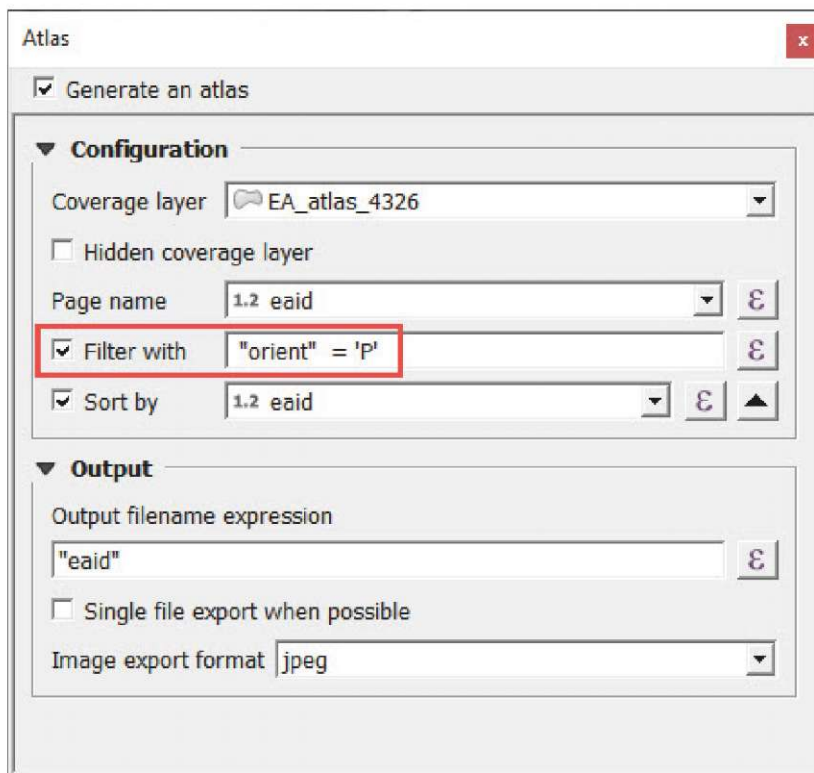 Atlas
x
Generate an atlas
Configuration
Coverage layer EA_atlas_4326
Hidden coverage layer
Page name 1.2 eaid ε
Filter with "orient" = 'P' ε
Sort by 1.2 eaid ε
Output
Output filename expression
"eaid" ε
Single file export when possible
Image export format jpeg